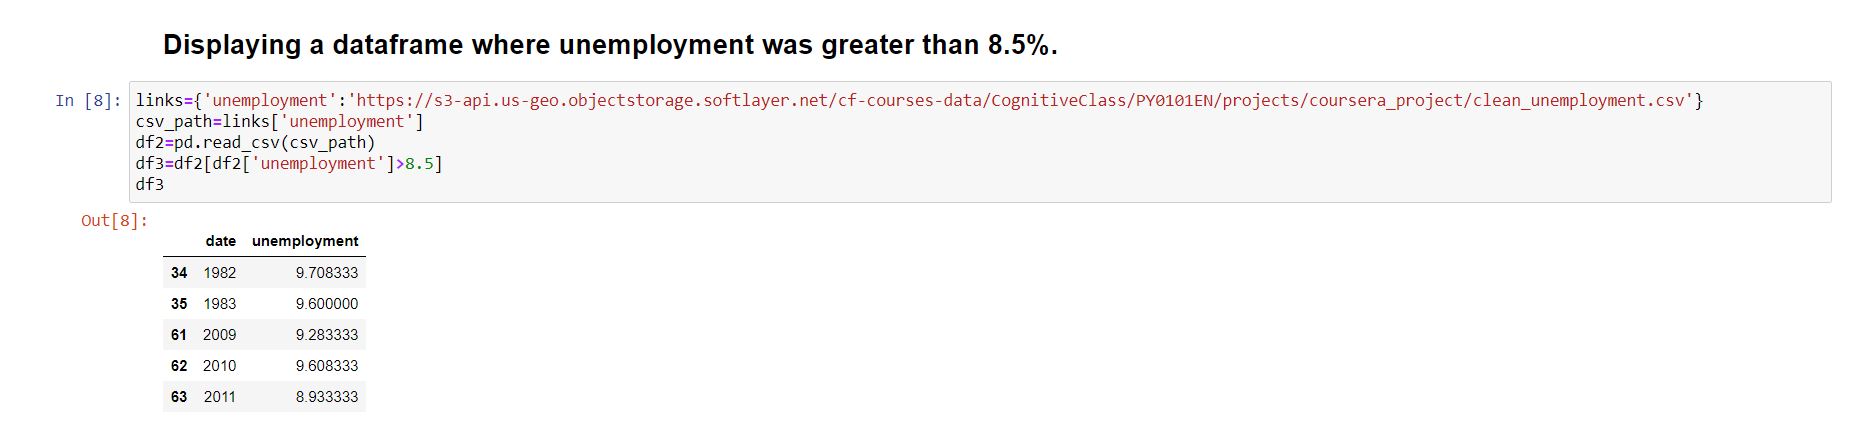 Displaying a dataframe where unemployment was greater than 8.5%.
In [8]: links={'unemployment':'https://s3-api.us-geo.objectstorage.softlayer.net/cf-courses-data/CognitiveClass/PY0101EN/projects/coursera_project/clean_unemployment.csv'}
csv_path=links['unemployment']
df2=pd.read_csv(csv_path)
df3=df2[df2['unemployment']>8.5]
df3
Out[8]:
date unemployment
34 1982 9.708333
35 1983 9.600000
61 2009 9.283333
62 2010 9.608333
63 2011 8.933333